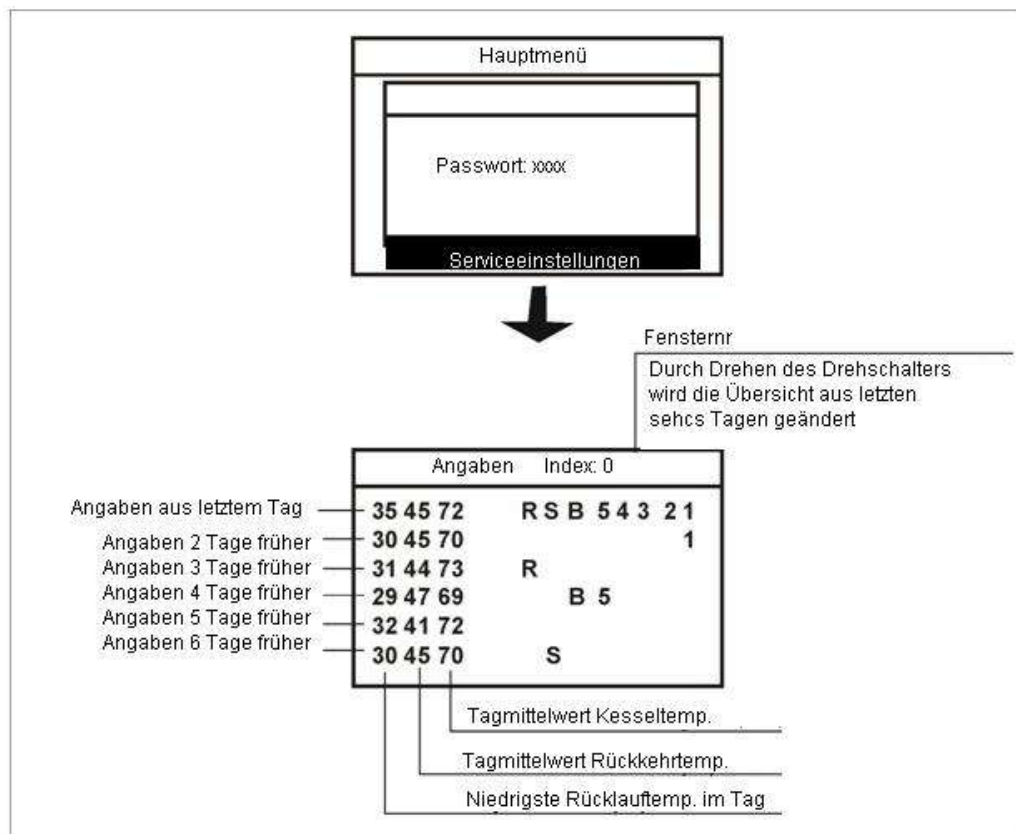 Hauptmenü
Passwort: xxxx
Serviceeinstellungen
Fensternr
Durch Drehen des Drehschalters
wird die Übersicht aus letzten
sehcs Tagen geändert
Angaben Index: 0
Angaben aus letztem Tag 35 45 72 R S B 5 4 3 2 1
Angaben 2 Tage früher 30 45 70 1
Angaben 3 Tage früher 31 44 73 R
Angaben 4 Tage früher 29 47 69 B 5
Angaben 5 Tage früher 32 41 72
Angaben 6 Tage früher 30 45 70 S
Tagmittelwert Kesseltemp.
Tagmittelwert Rückkehrtemp.
Niedrigste Rücklauftemp. im Tag